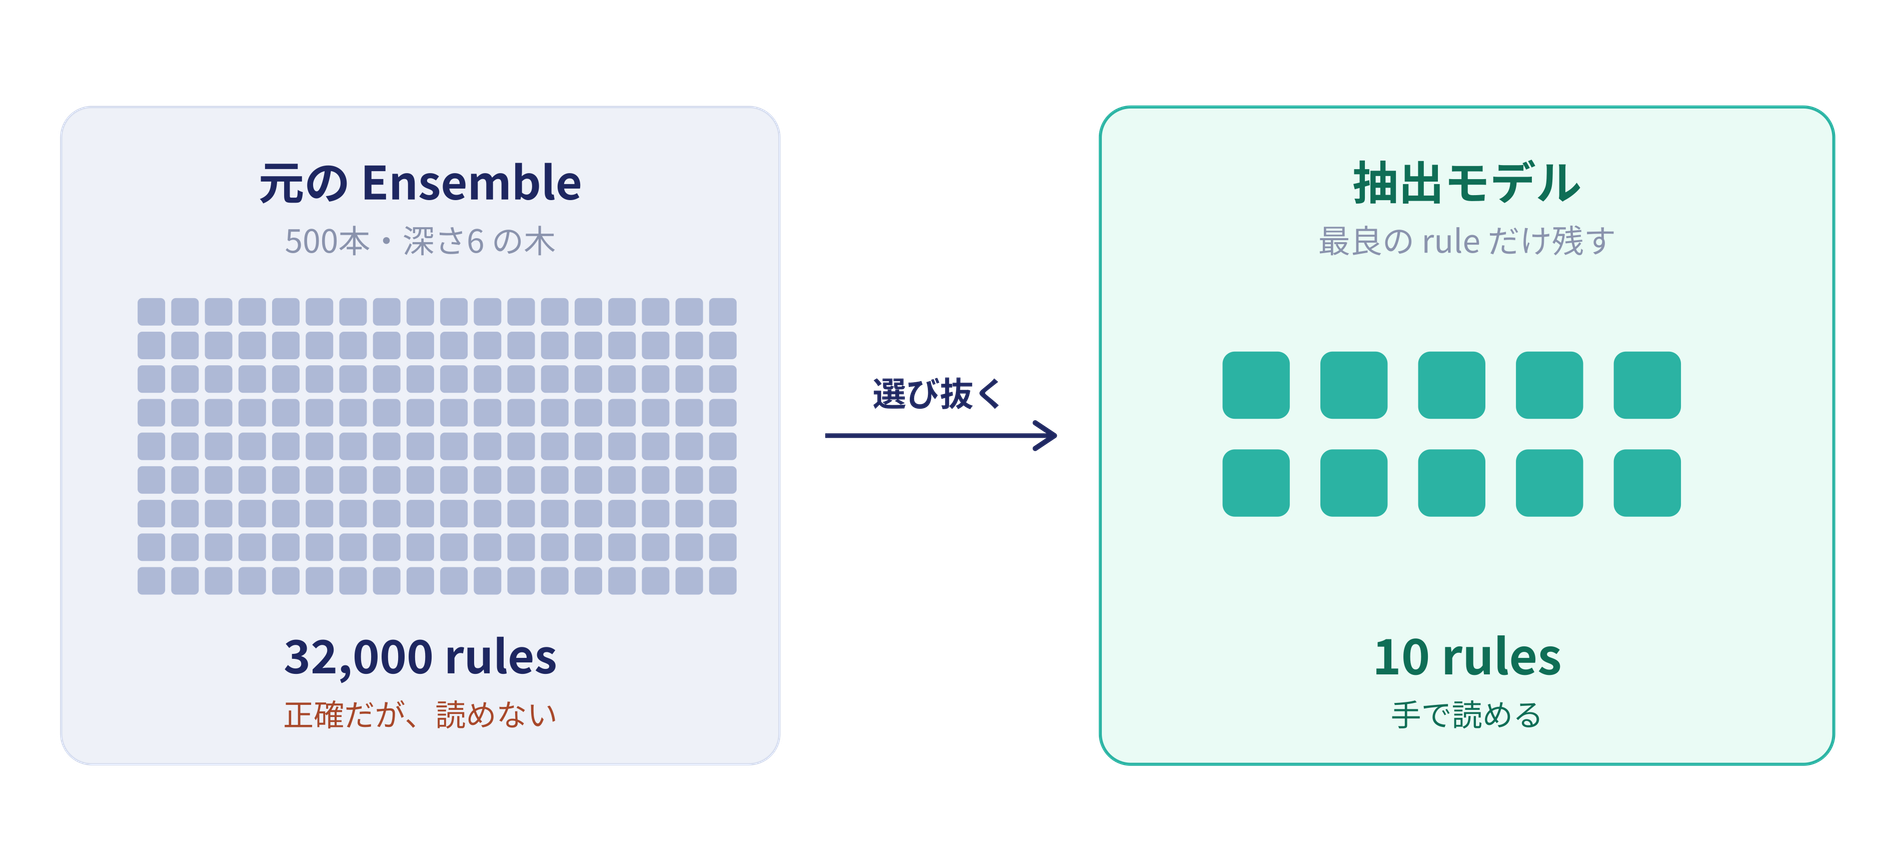 元の Ensemble
500本・深さ6 の木
32,000 rules
正確だが、読めない
選び抜く
抽出モデル
最良の rule だけ残す
10 rules
手で読める